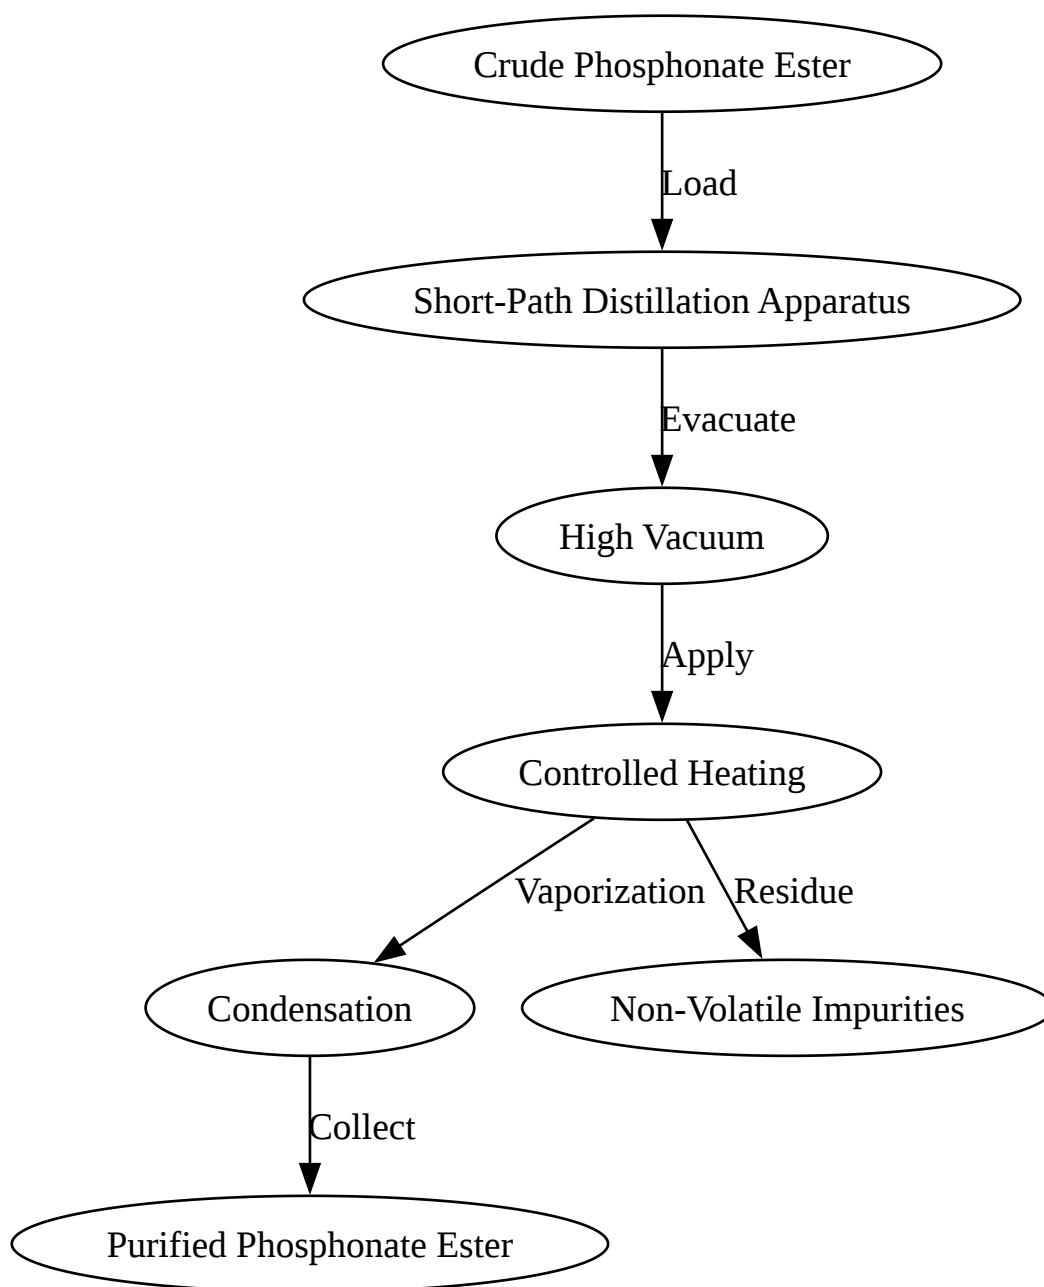 Crude Phosphonate Ester
Load
Short-Path Distillation Apparatus
Evacuate
High Vacuum
Apply
Controlled Heating
Vaporization
Residue
Condensation
Non-Volatile Impurities
Collect
Purified Phosphonate Ester